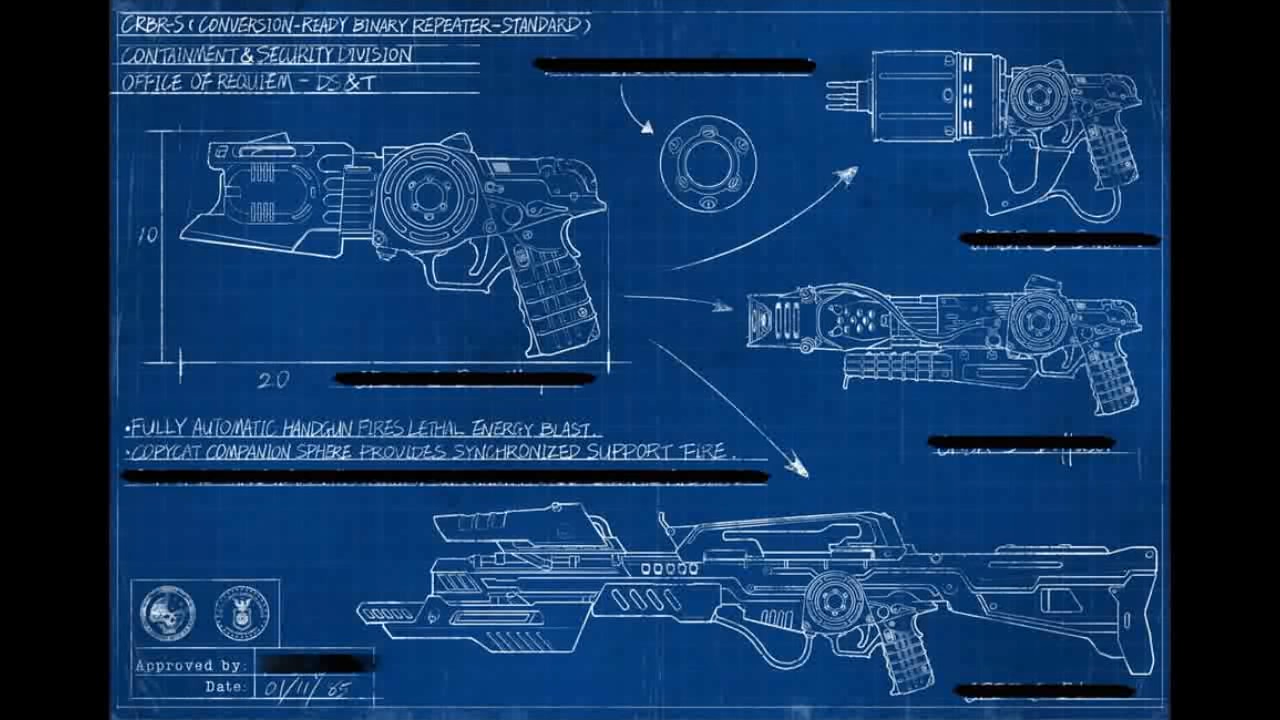 CRBR-S (CONVERSION-READY BINARY REPEATER-STANDARD)
CONTAINMENT & SECURITY DIVISION
OFFICE OF REQUIEM - DS&T
10
20
•FULLY AUTOMATIC HANDGUN FIRES LETHAL ENERGY BLAST.
•COPYCAT COMPANION SPHERE PROVIDES SYNCHRONIZED SUPPORT FIRE.
Approved by:
Date: 01/11/85